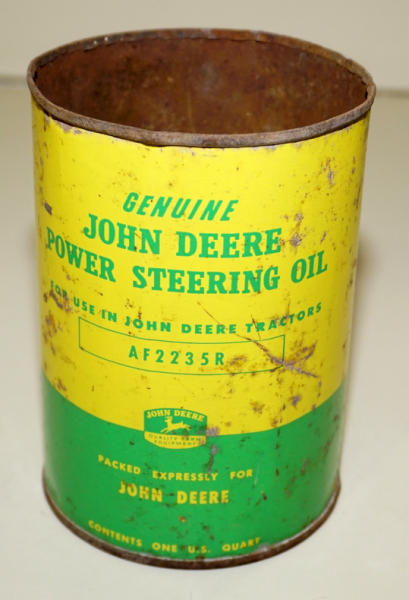 GENUINE
JOHN DEERE
POWER STEERING OIL
FOR USE IN JOHN DEERE TRACTORS
AF2235R
JOHN DEERE
QUALITY FARM
EQUIPMENT
PACKED EXPRESSLY FOR
JOHN DEERE
CONTENTS ONE U.S. QUART